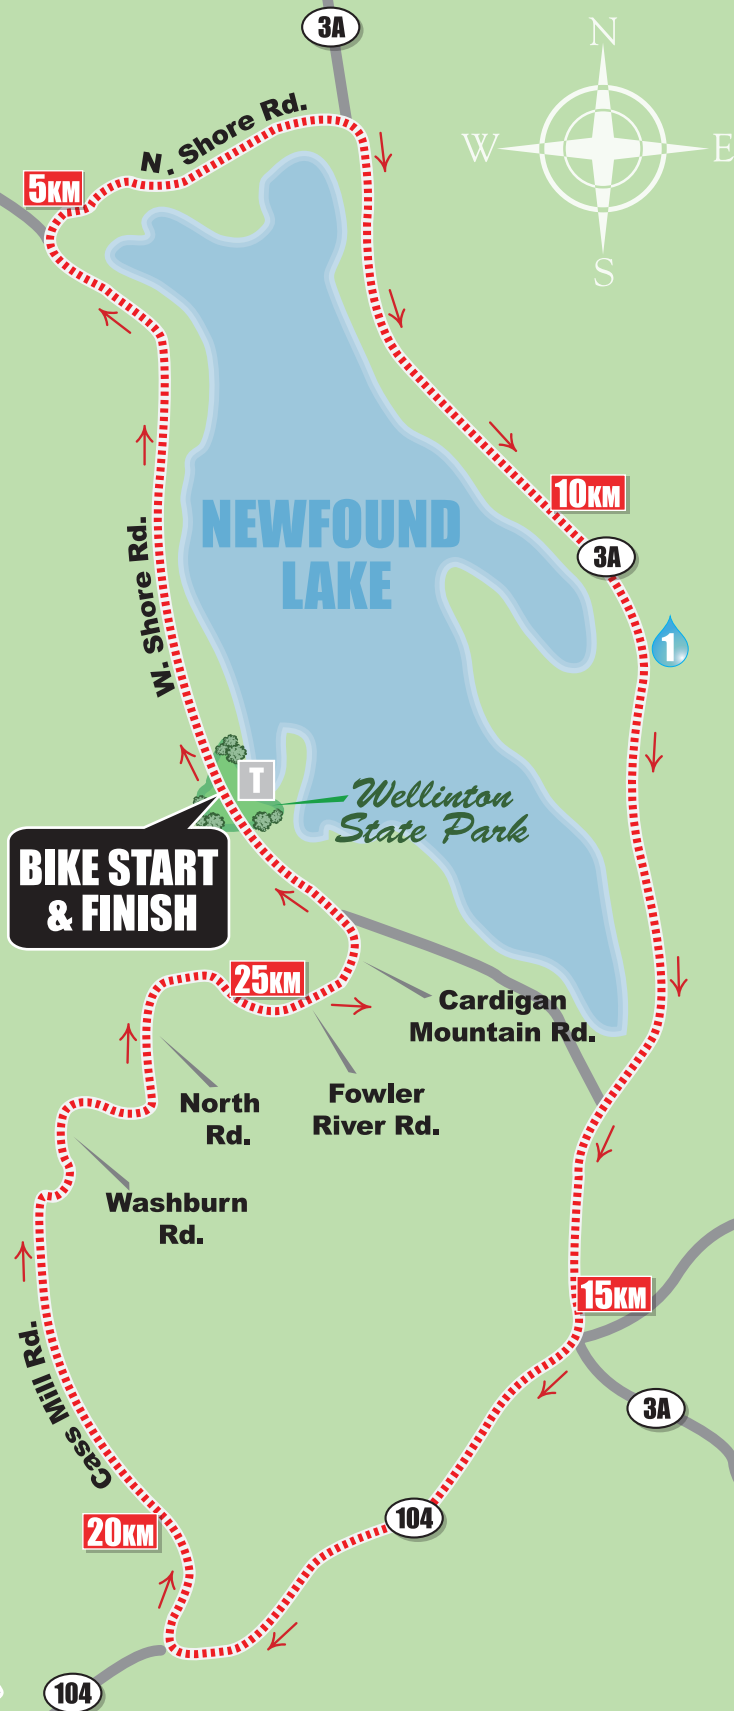 3A
N
N. Shore Rd.
W
E
5KM
S
10KM
NEWFOUND
LAKE
3A
W. Shore Rd.
1
T
Wellinton
State Park
BIKE START
& FINISH
25KM
Cardigan
Mountain Rd.
North
Rd.
Fowler
River Rd.
Washburn
Rd.
15KM
Cass Mill Rd.
3A
104
20KM
104